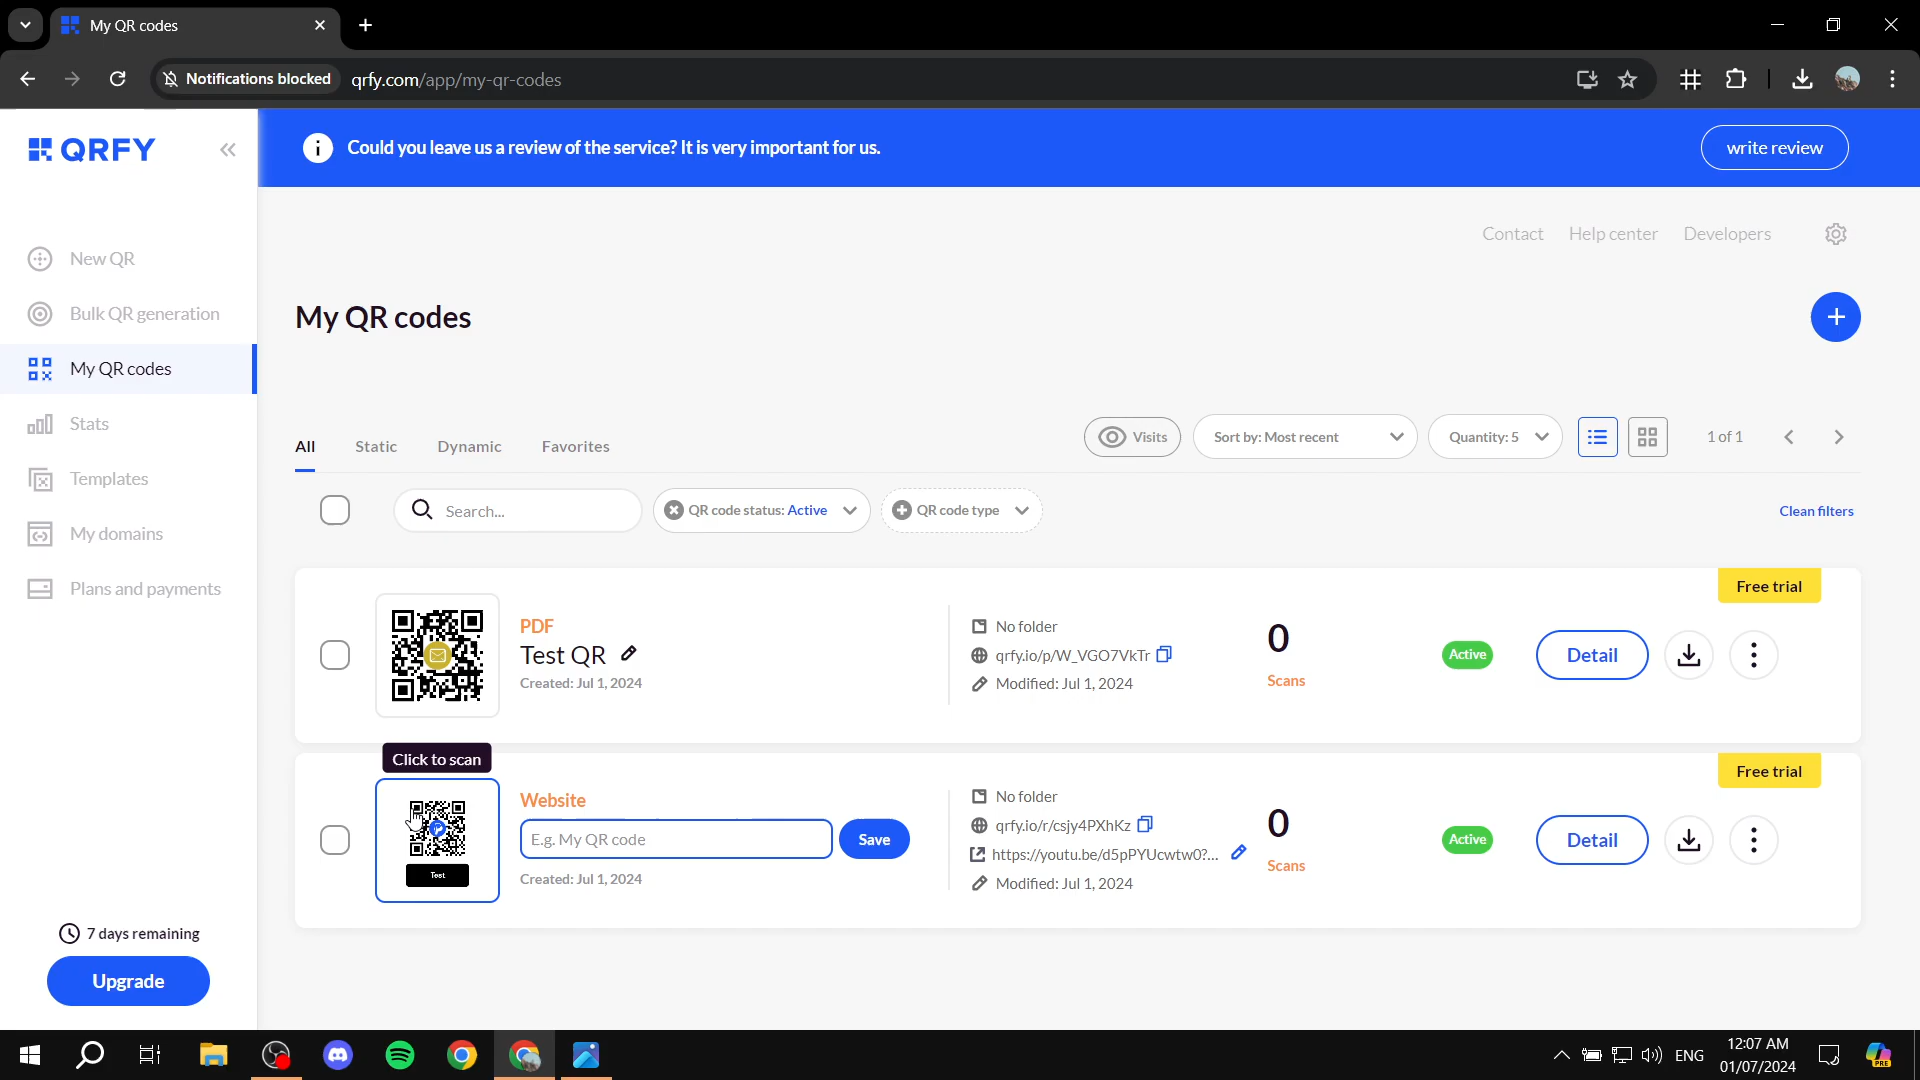 My QR codes
Notifications blocked
qrfy.com/app/my-qr-codes
QRFY
Could you leave us a review of the service? It is very important for us.
write review
Contact
Help center
Developers
New QR
Bulk QR generation
My QR codes
Stats
Templates
My domains
Plans and payments
7 days remaining
Upgrade
My QR codes
All
Static
Dynamic
Favorites
Visits
Sort by: Most recent
Quantity: 5
1 of 1
Search...
QR code status: Active
QR code type
Clean filters
Free trial
PDF
Test QR
Created: Jul 1, 2024
No folder
qrfy.io/p/W_VGO7VkTr
Modified: Jul 1, 2024
0
Scans
Active
Detail
Click to scan
Free trial
Test
Website
E.g. My QR code
Save
Created: Jul 1, 2024
No folder
qrfy.io/r/csjy4PXhKz
https://youtu.be/d5pPYUcwtw0?...
Modified: Jul 1, 2024
0
Scans
Active
Detail
ENG
12:07 AM
01/07/2024
PRE